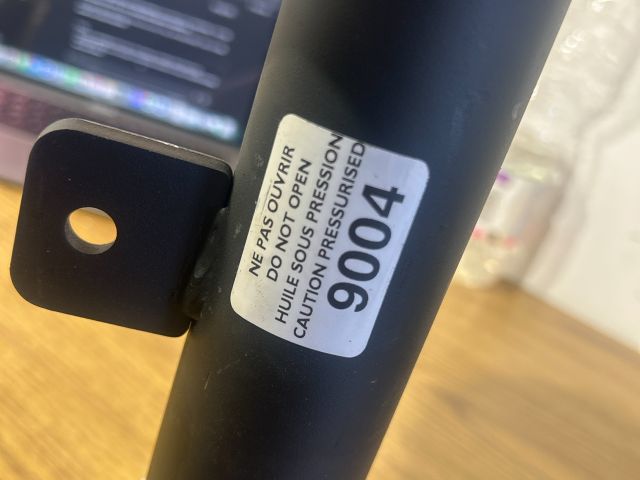 NE PAS OUVRIR
DO NOT OPEN
HUILE SOUS PRESSION
CAUTION PRESSURISED
9004